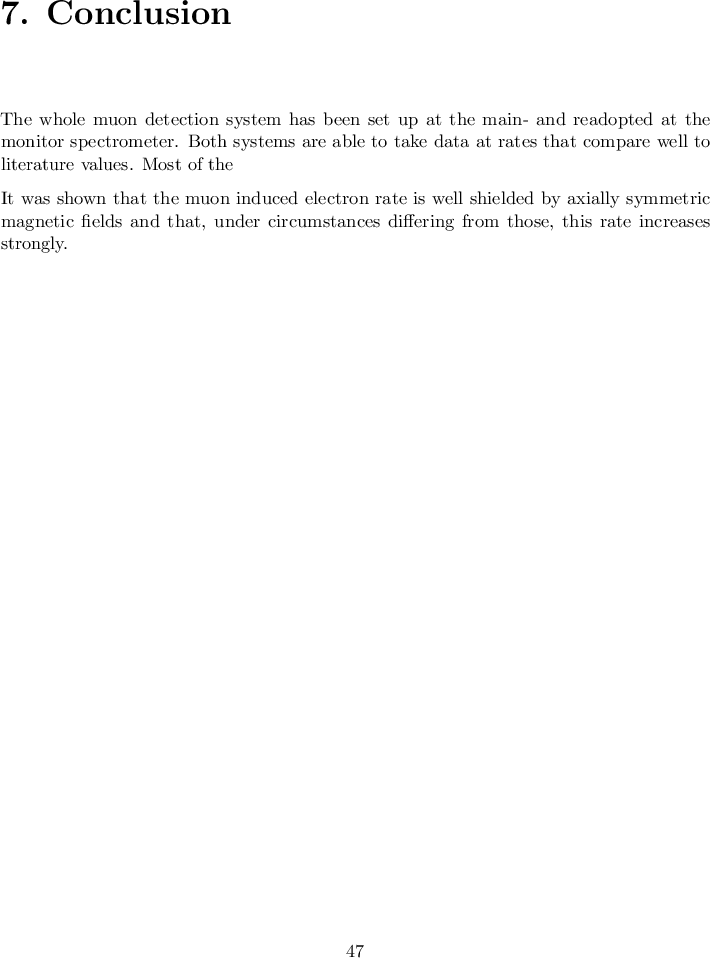 7. Conclusion
The whole muon detection system has been set up at the main- and readopted at the
monitor spectrometer. Both systems are able to take data at rates that compare well to
literature values. Most of the
It was shown that the muon induced electron rate is well shielded by axially symmetric
magnetic fields and that, under circumstances differing from those, this rate increases
strongly.
47